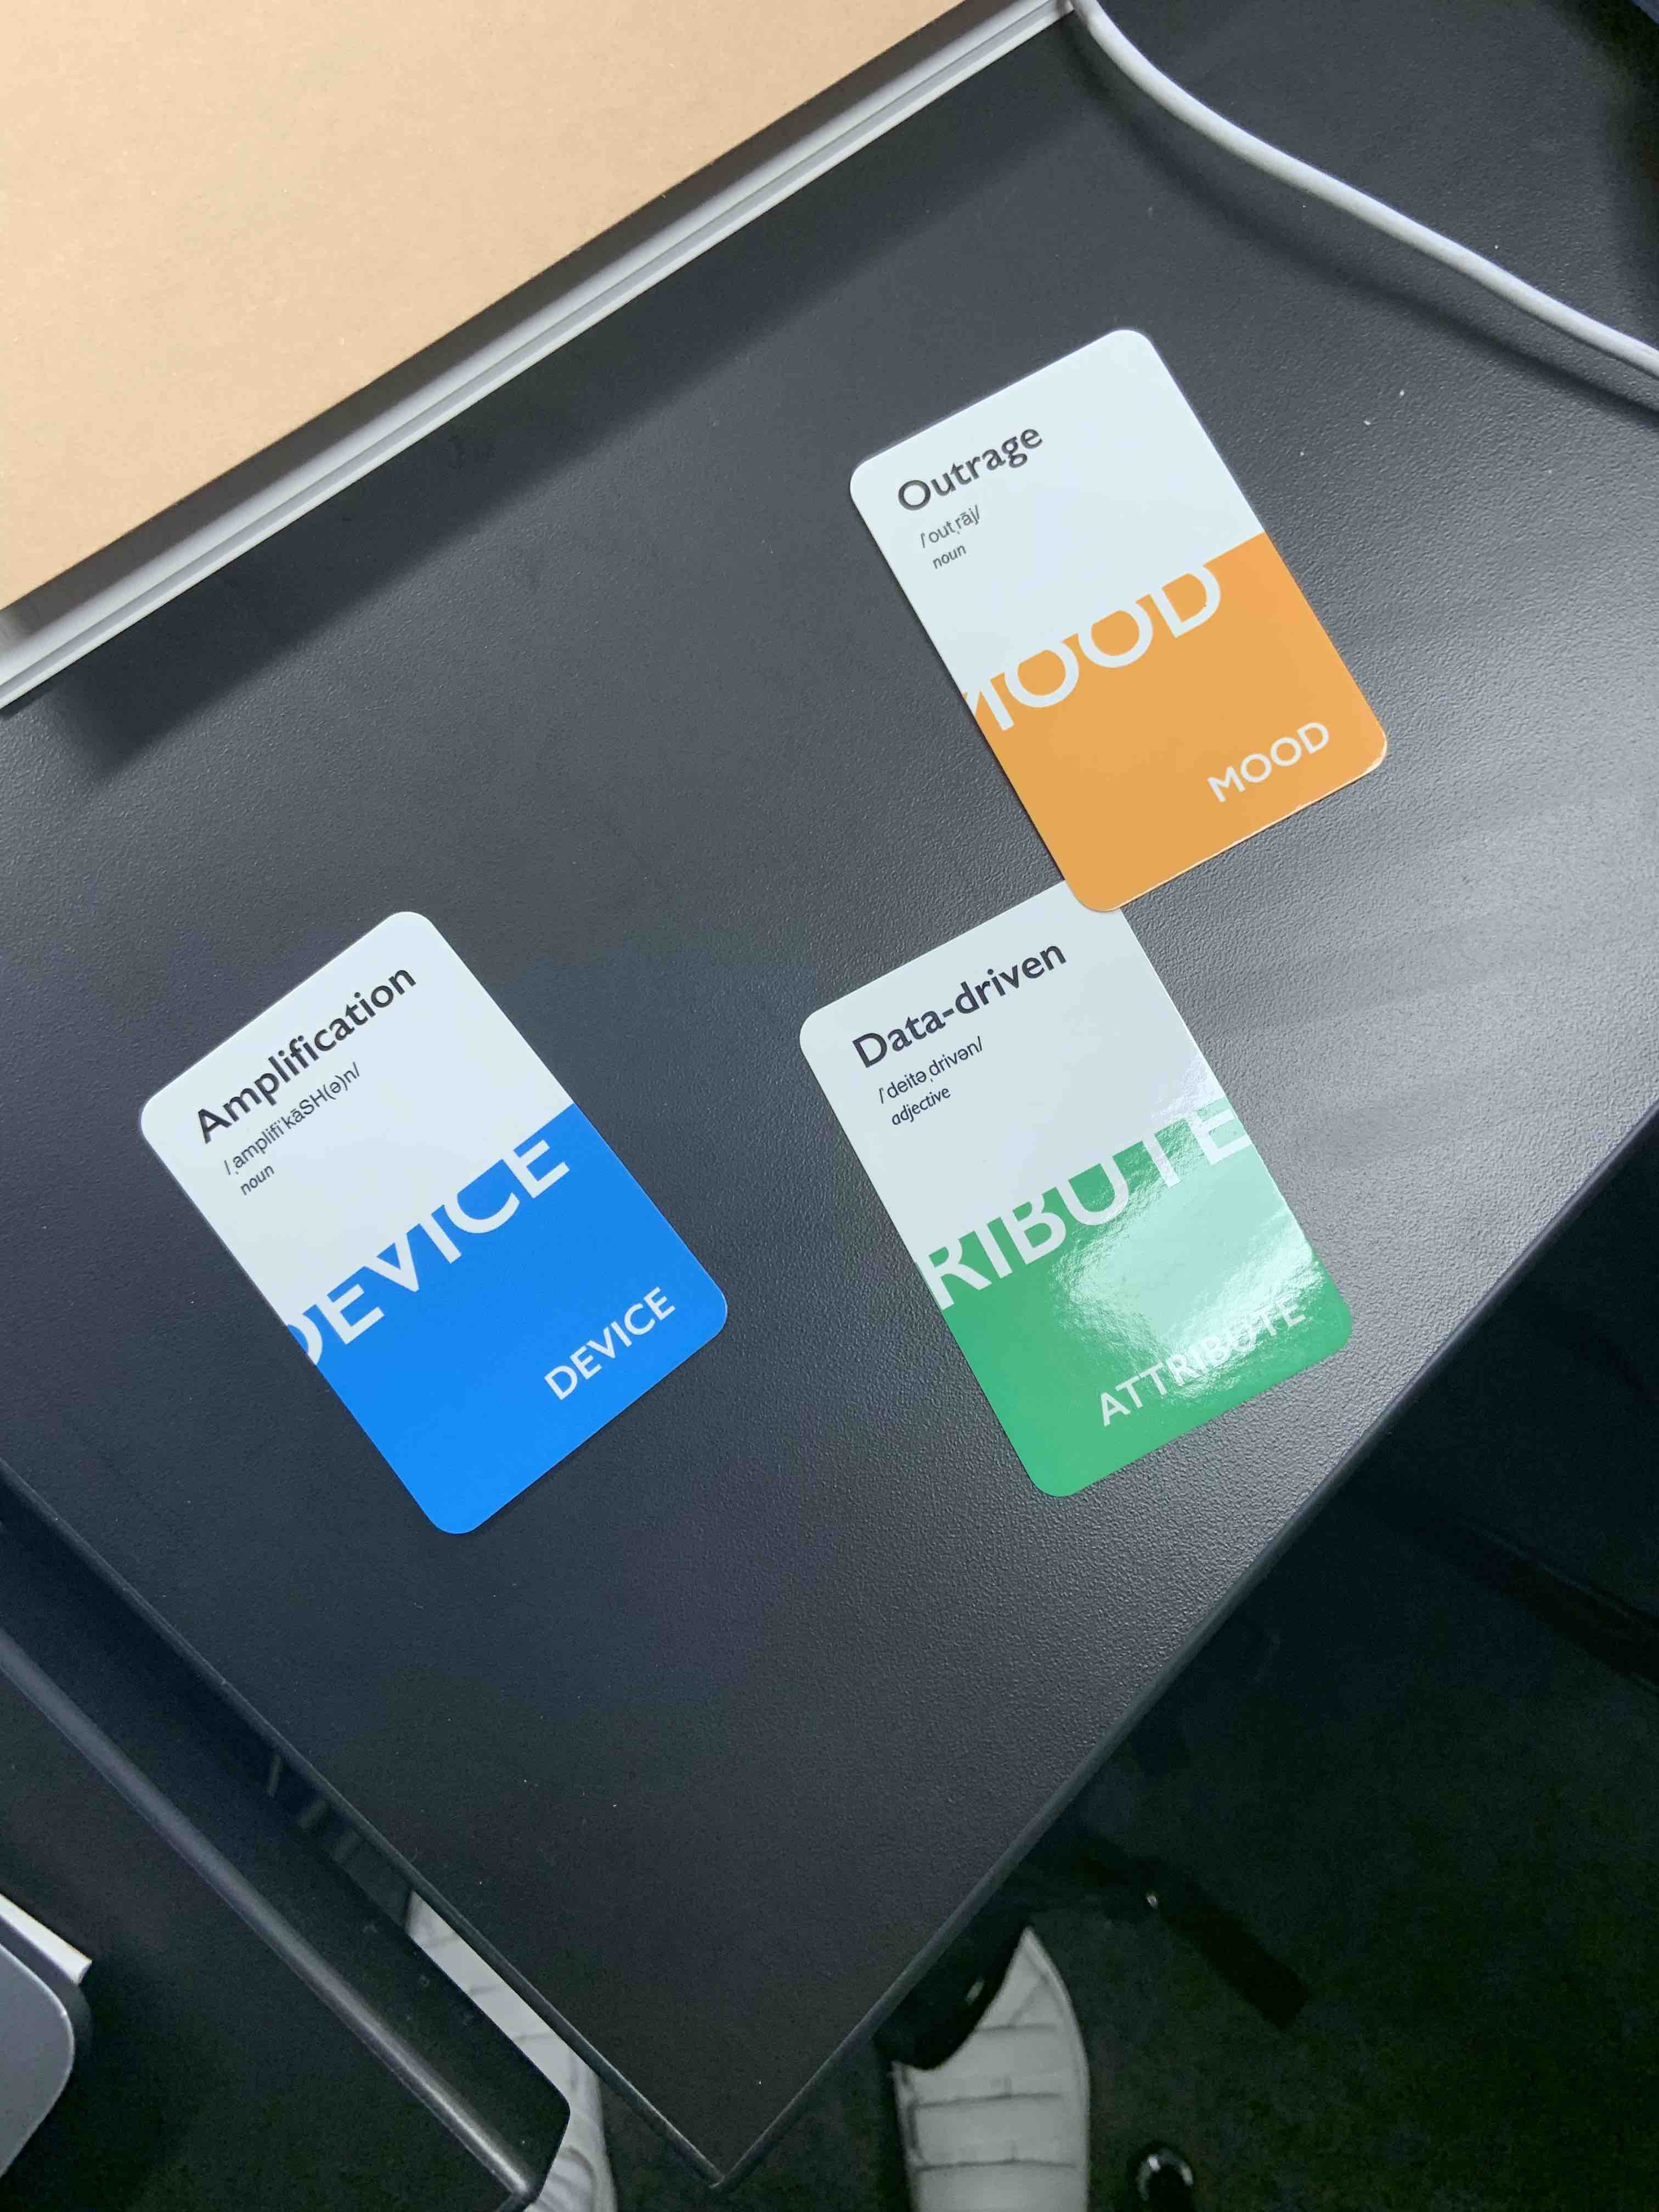 Outrage
/ˈoutˌrāj/
noun
MOOD
MOOD
Amplification
/ˌamplifiˈkāSH(ə)n/
noun
DEVICE
DEVICE
Data-driven
/ˈdeitəˌdrivən/
adjective
RIBUTE
ATTRIBUTE